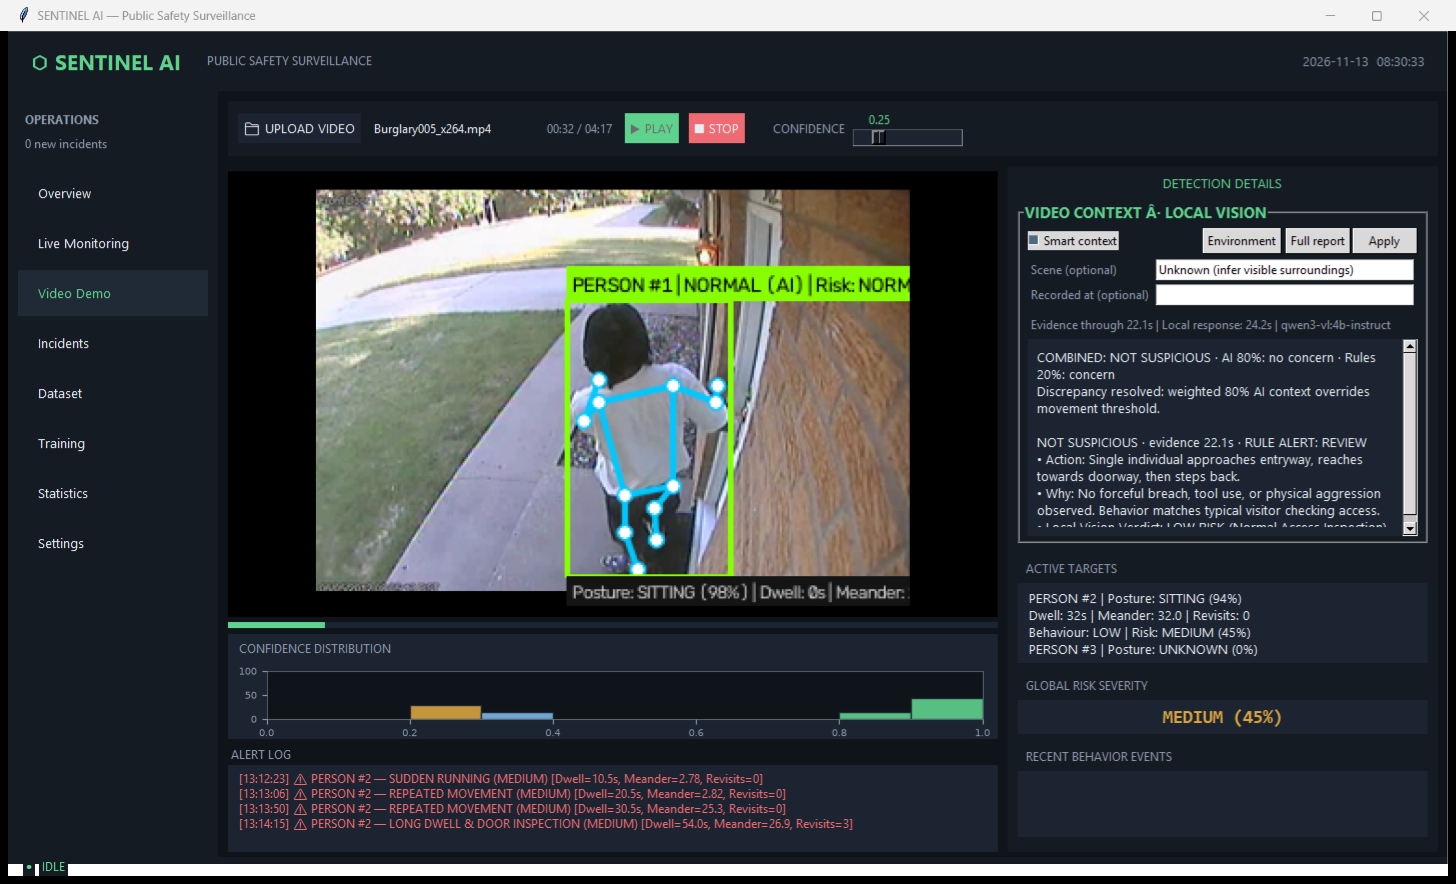 SENTINEL AI — Public Safety Surveillance
SENTINEL AI
PUBLIC SAFETY SURVEILLANCE
2026-11-13 08:30:33
OPERATIONS
0 new incidents
Overview
Live Monitoring
Video Demo
Incidents
Dataset
Training
Statistics
Settings
UPLOAD VIDEO
Burglary005_x264.mp4
00:32 / 04:17
▶ PLAY
■ STOP
CONFIDENCE
0.25
PERSON #1 | NORMAL (AI) | Risk: NORM
Posture: SITTING (98%) | Dwell: 0s | Meander:
CONFIDENCE DISTRIBUTION
100
50
0
0.0 0.2 0.4 0.6 0.8 1.0
ALERT LOG
[13:12:23] ⚠ PERSON #2 — SUDDEN RUNNING (MEDIUM) [Dwell=10.5s, Meander=2.78, Revisits=0]
[13:13:06] ⚠ PERSON #2 — REPEATED MOVEMENT (MEDIUM) [Dwell=20.5s, Meander=2.82, Revisits=0]
[13:13:50] ⚠ PERSON #2 — REPEATED MOVEMENT (MEDIUM) [Dwell=30.5s, Meander=25.3, Revisits=0]
[13:14:15] ⚠ PERSON #2 — LONG DWELL & DOOR INSPECTION (MEDIUM) [Dwell=54.0s, Meander=26.9, Revisits=3]
DETECTION DETAILS
VIDEO CONTEXT Â· LOCAL VISION
Smart context
Environment
Full report
Apply
Scene (optional)
Unknown (infer visible surroundings)
Recorded at (optional)
Evidence through 22.1s | Local response: 24.2s | qwen3-vl:4b-instruct
COMBINED: NOT SUSPICIOUS · AI 80%: no concern · Rules
20%: concern
Discrepancy resolved: weighted 80% AI context overrides
movement threshold.
NOT SUSPICIOUS · evidence 22.1s · RULE ALERT: REVIEW
• Action: Single individual approaches entryway, reaches
towards doorway, then steps back.
• Why: No forceful breach, tool use, or physical aggression
observed. Behavior matches typical visitor checking access.
• Local Vision Verdict: LOW RISK (Normal Access Inspection)
ACTIVE TARGETS
PERSON #2 | Posture: SITTING (94%)
Dwell: 32s | Meander: 32.0 | Revisits: 0
Behaviour: LOW | Risk: MEDIUM (45%)
PERSON #3 | Posture: UNKNOWN (0%)
GLOBAL RISK SEVERITY
MEDIUM (45%)
RECENT BEHAVIOR EVENTS
• IDLE